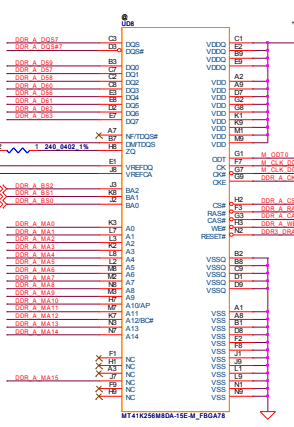 @
U26
DDR_A_DQS7 C3 DQS VDDQ C1
DDR_A_DQS#7 D3 DQS# VDDQ E2
VDDQ B9
DDR_A_D59 B3 DQ0 VDDQ E9
DDR_A_D57 C7 DQ1
DDR_A_D58 C2 DQ2 VDD A2
DDR_A_D60 C8 DQ3 VDD A9
DDR_A_D56 E3 DQ4 VDD D7
DDR_A_D61 E8 DQ5 VDD G2
DDR_A_D62 D2 DQ6 VDD G8
DDR_A_D63 E7 DQ7 VDD K1
VDD K9
A7 NF/TDQS# VDD M1
B7 DM/TDQS VDD M9
1 240_0402_1% H8 ZQ
ODT G1 M_ODT0
E1 VREFDQ CK F7 M_CLK_DD
J8 VREFCA CK# G7 M_CLK_DD
CKE G9 DDR_A_CK
DDR_A_BS2 J3 BA2
DDR_A_BS1 K8 BA1 CS# H2 DDR_A_CS
DDR_A_BS0 J2 BA0 RAS# F3 DDR_A_RA
CAS# G3 DDR_A_CA
DDR_A_MA0 K3 A0 WE# H3 DDR_A_WE
DDR_A_MA1 L7 A1 RESET# N2 DDR3_DRA
DDR_A_MA2 L3 A2
DDR_A_MA3 K2 A3
DDR_A_MA4 L8 A4 VSSQ B2
DDR_A_MA5 L2 A5 VSSQ B8
DDR_A_MA6 M8 A6 VSSQ C9
DDR_A_MA7 M2 A7 VSSQ D1
DDR_A_MA8 N8 A8 VSSQ D9
DDR_A_MA9 M3 A9
DDR_A_MA10 H7 A10/AP
DDR_A_MA11 M7 A11 VSS A1
DDR_A_MA12 K7 A12/BC# VSS A8
DDR_A_MA13 N3 A13 VSS B1
DDR_A_MA14 N7 A14 VSS D8
VSS F2
VSS F8
F1 NC VSS J1
H1 NC VSS J9
A3 NC VSS L1
DDR_A_MA15 J7 NC VSS L9
F9 NC VSS N1
H9 NC VSS N9
MT41K256M8DA-15E-M_FBGA78